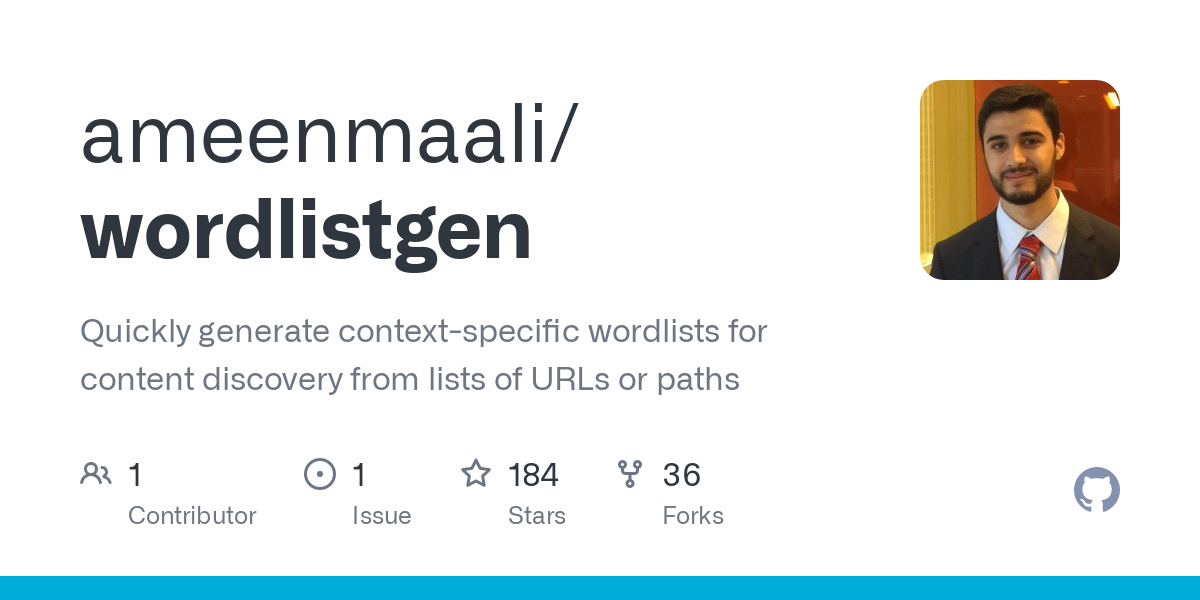 ameenmaali/
wordlistgen
Quickly generate context-specific wordlists for
content discovery from lists of URLs or paths
1 1 184 36
Contributor Issue Stars Forks